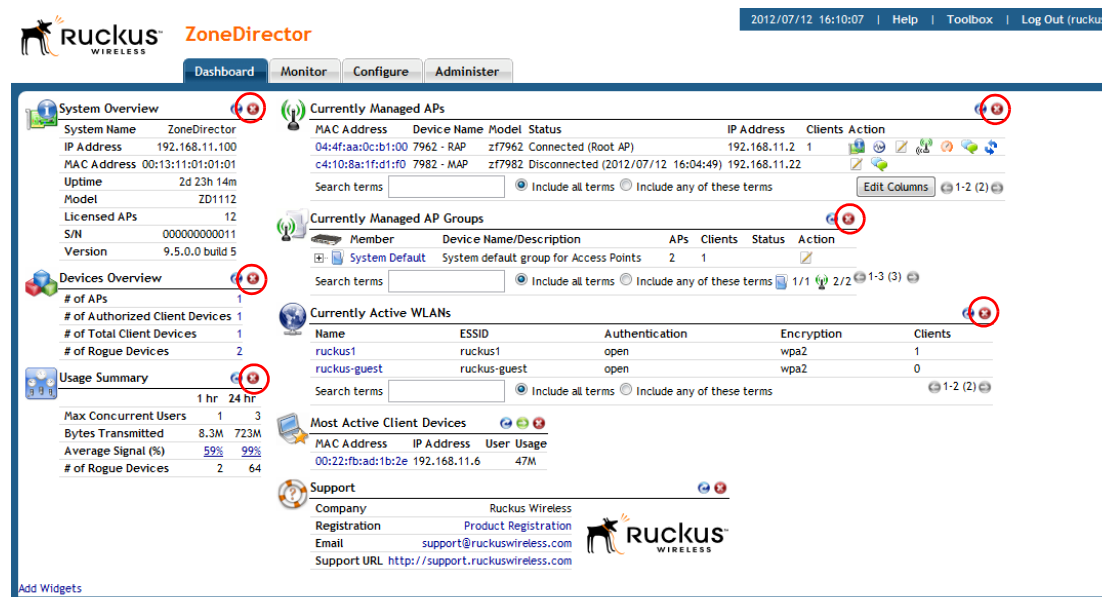 2012/07/12 16:10:07 | Help | Toolbox | Log Out (ruckus
RUCKUS WIRELESS ZoneDirector
Dashboard Monitor Configure Administer
System Overview
System Name ZoneDirector
IP Address 192.168.11.100
MAC Address 00:13:11:01:01:01
Uptime 2d 23h 14m
Model ZD1112
Licensed APs 12
S/N 000000000011
Version 9.5.0.0 build 5
Devices Overview
# of APs 1
# of Authorized Client Devices 1
# of Total Client Devices 1
# of Rogue Devices 2
Usage Summary
1 hr 24 hr
Max Concurrent Users 1 3
Bytes Transmitted 8.3M 723M
Average Signal (%) 59% 99%
# of Rogue Devices 2 64
Currently Managed APs
MAC Address Device Name Model Status IP Address Clients Action
04:4f:aa:0c:b1:00 7962 - RAP zf7962 Connected (Root AP) 192.168.11.2 1
c4:10:8a:1f:d1:f0 7982 - MAP zf7982 Disconnected (2012/07/12 16:04:49) 192.168.11.22
Search terms Include all terms Include any of these terms Edit Columns 1-2 (2)
Currently Managed AP Groups
Member Device Name/Description APs Clients Status Action
System Default System default group for Access Points 2 1
Search terms Include all terms Include any of these terms 1/1 2/2 1-3 (3)
Currently Active WLANs
Name ESSID Authentication Encryption Clients
ruckus1 ruckus1 open wpa2 1
ruckus-guest ruckus-guest open wpa2 0
Search terms Include all terms Include any of these terms 1-2 (2)
Most Active Client Devices
MAC Address IP Address User Usage
00:22:fb:ad:1b:2e 192.168.11.6 47M
Support
Company Ruckus Wireless
Registration Product Registration
Email support@ruckuswireless.com
Support URL http://support.ruckuswireless.com
RUCKUS WIRELESS
Add Widgets